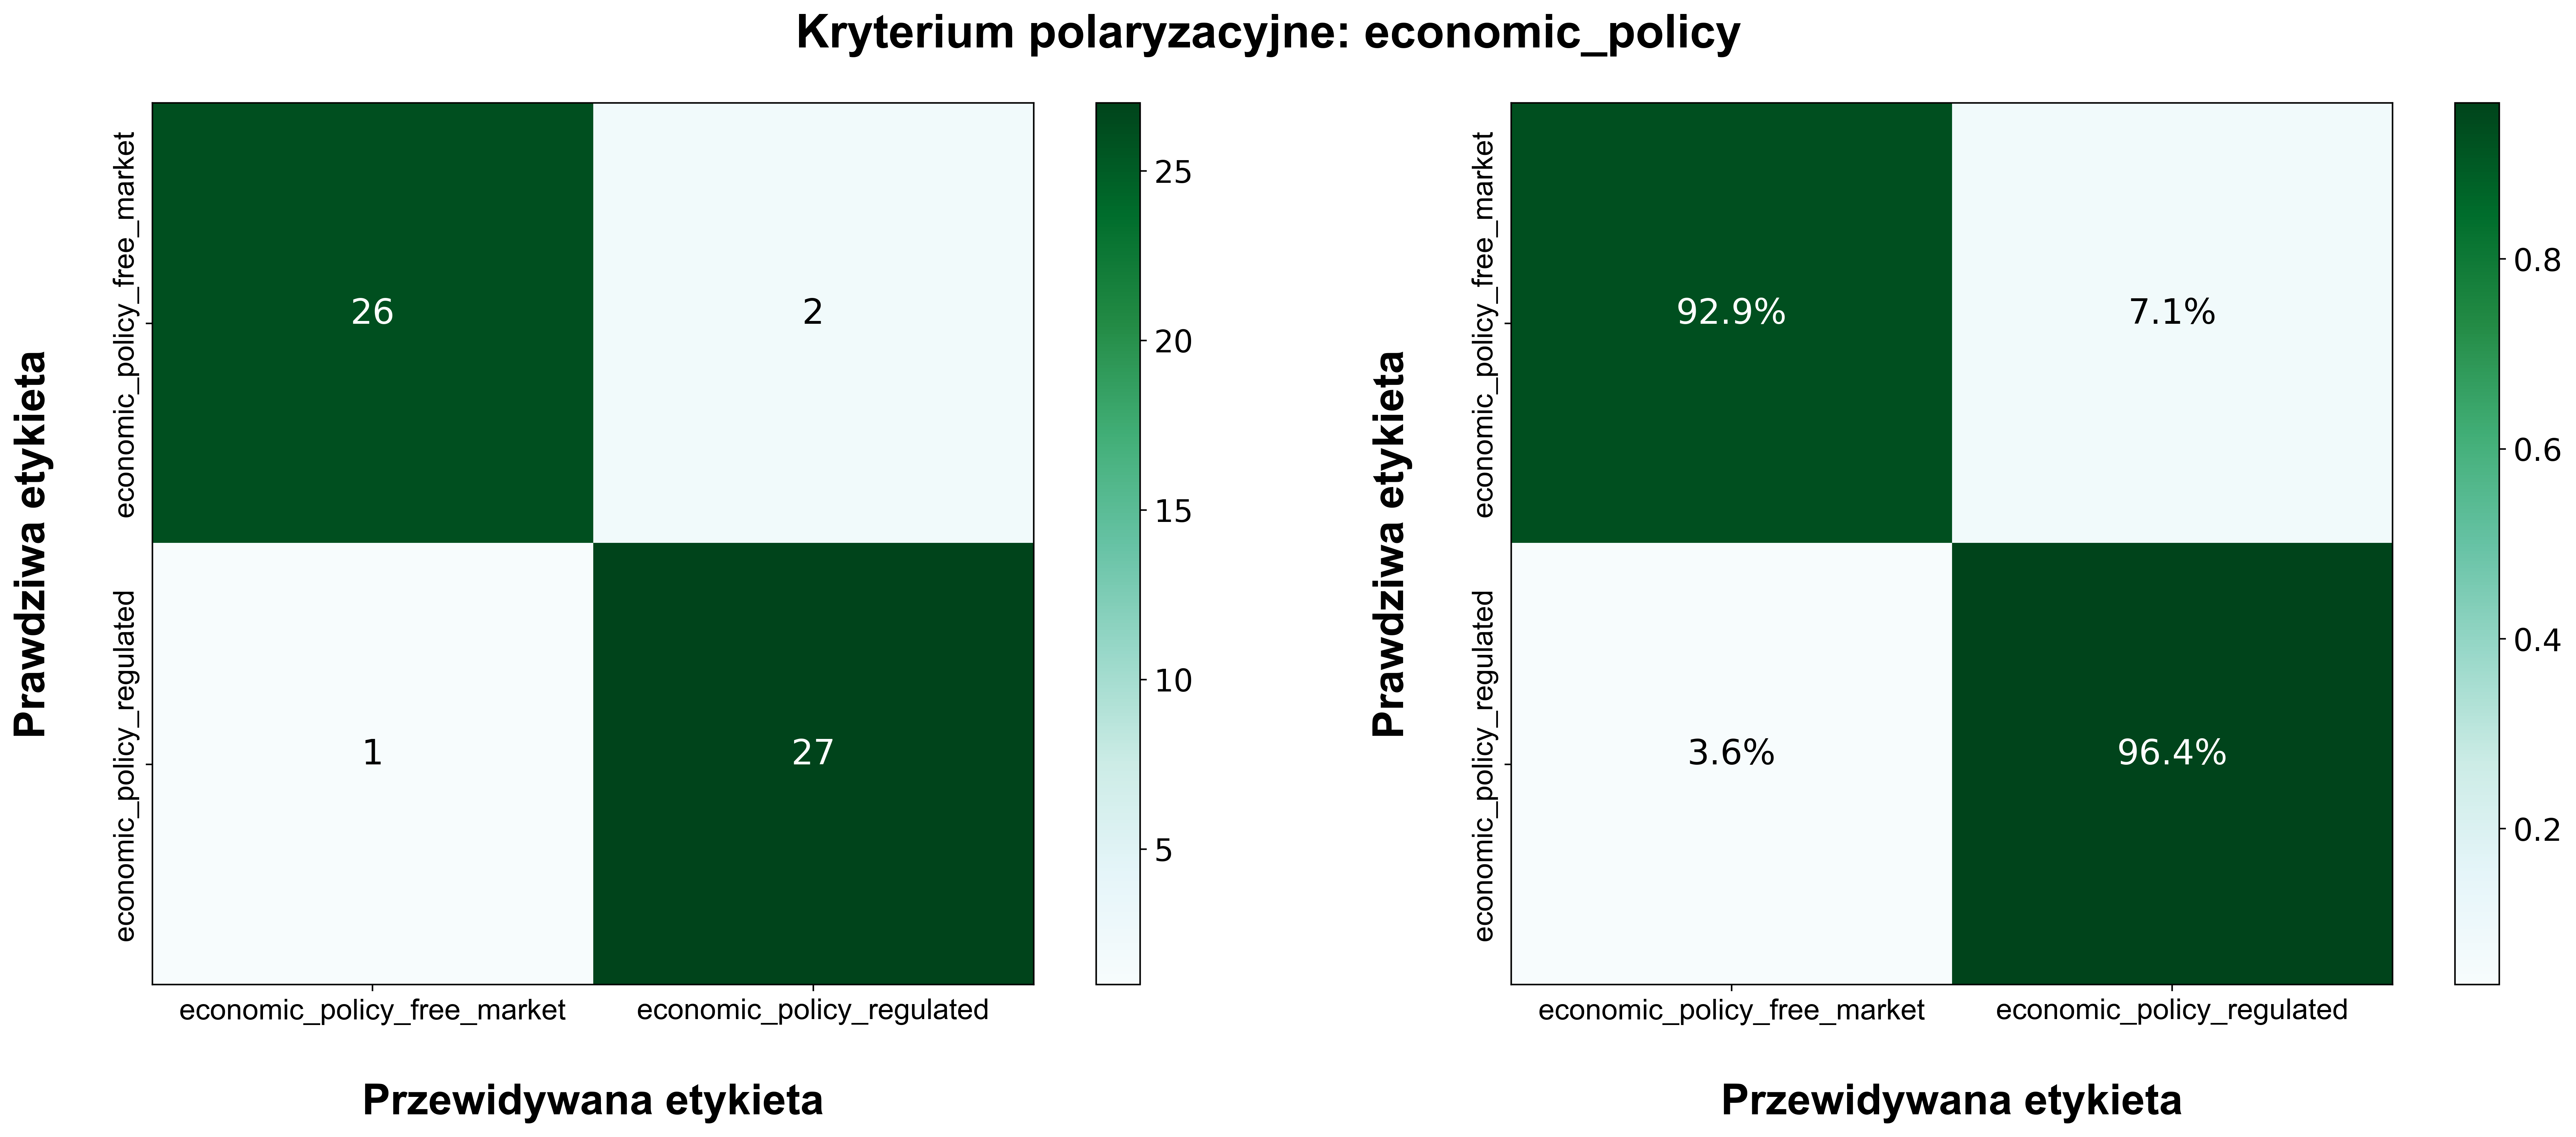 Kryterium polaryzacyjne: economic_policy
Prawdziwa etykieta
economic_policy_free_market
economic_policy_regulated
26
2
1
27
economic_policy_free_market
economic_policy_regulated
Przewidywana etykieta
25
20
15
10
5
Prawdziwa etykieta
economic_policy_free_market
economic_policy_regulated
92.9%
7.1%
3.6%
96.4%
economic_policy_free_market
economic_policy_regulated
Przewidywana etykieta
0.8
0.6
0.4
0.2